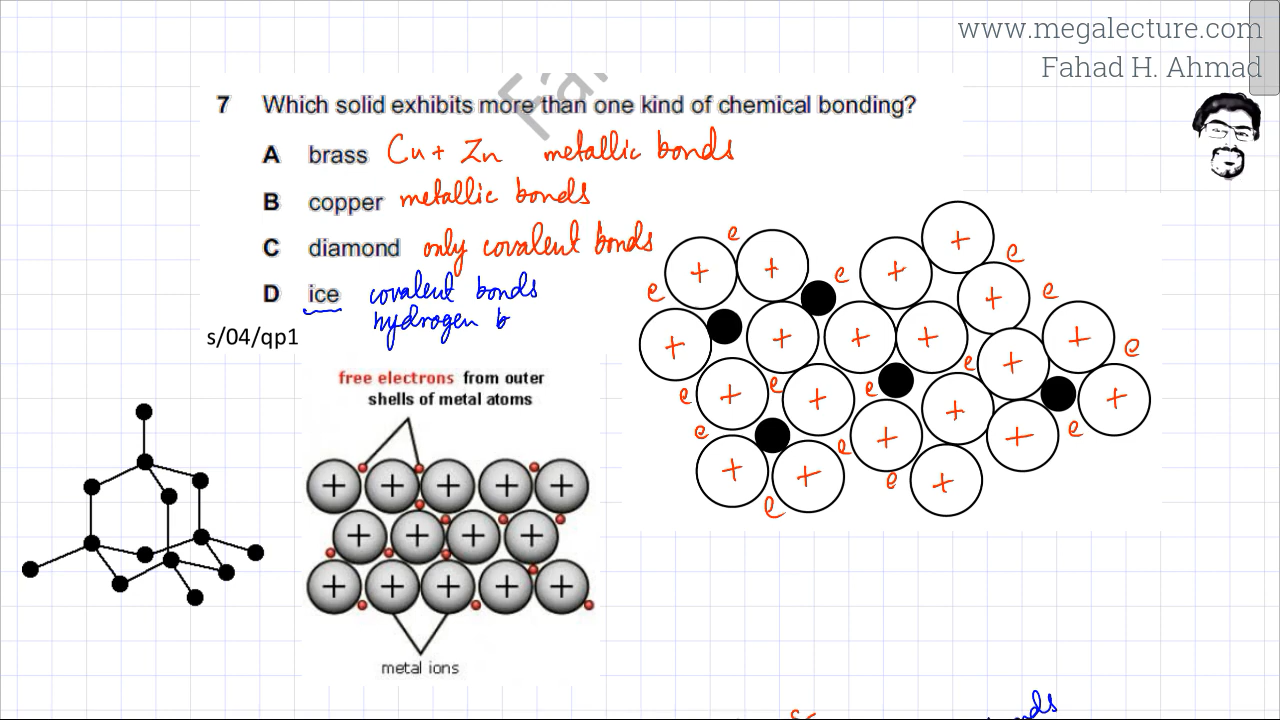 www.megalecture.com
Fahad H. Ahmad
Fa
7 Which solid exhibits more than one kind of chemical bonding?
A brass Cu + Zn metallic bonds
B copper metallic bonds
C diamond only covalent bonds
D ice covalent bonds
hydrogen b
s/04/qp1
free electrons from outer
shells of metal atoms
+ + + + +
+ + + +
+ + + + +
metal ions
+
e e
+ + e +
e + e
+ + + + +
e + e
e + e + e +
+ + +
e e e
+ + e +
e